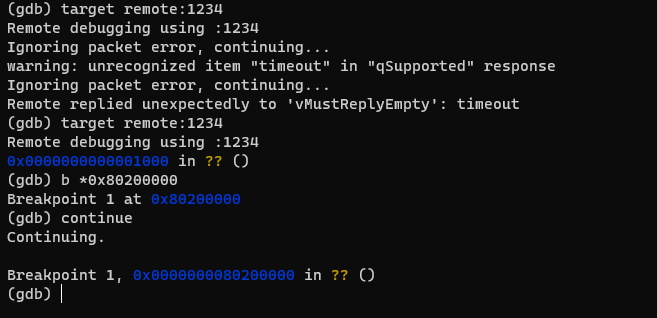 (gdb) target remote:1234
Remote debugging using :1234
Ignoring packet error, continuing...
warning: unrecognized item "timeout" in "qSupported" response
Ignoring packet error, continuing...
Remote replied unexpectedly to 'vMustReplyEmpty': timeout
(gdb) target remote:1234
Remote debugging using :1234
0x0000000000001000 in ?? ()
(gdb) b *0x80200000
Breakpoint 1 at 0x80200000
(gdb) continue
Continuing.

Breakpoint 1, 0x0000000080200000 in ?? ()
(gdb)